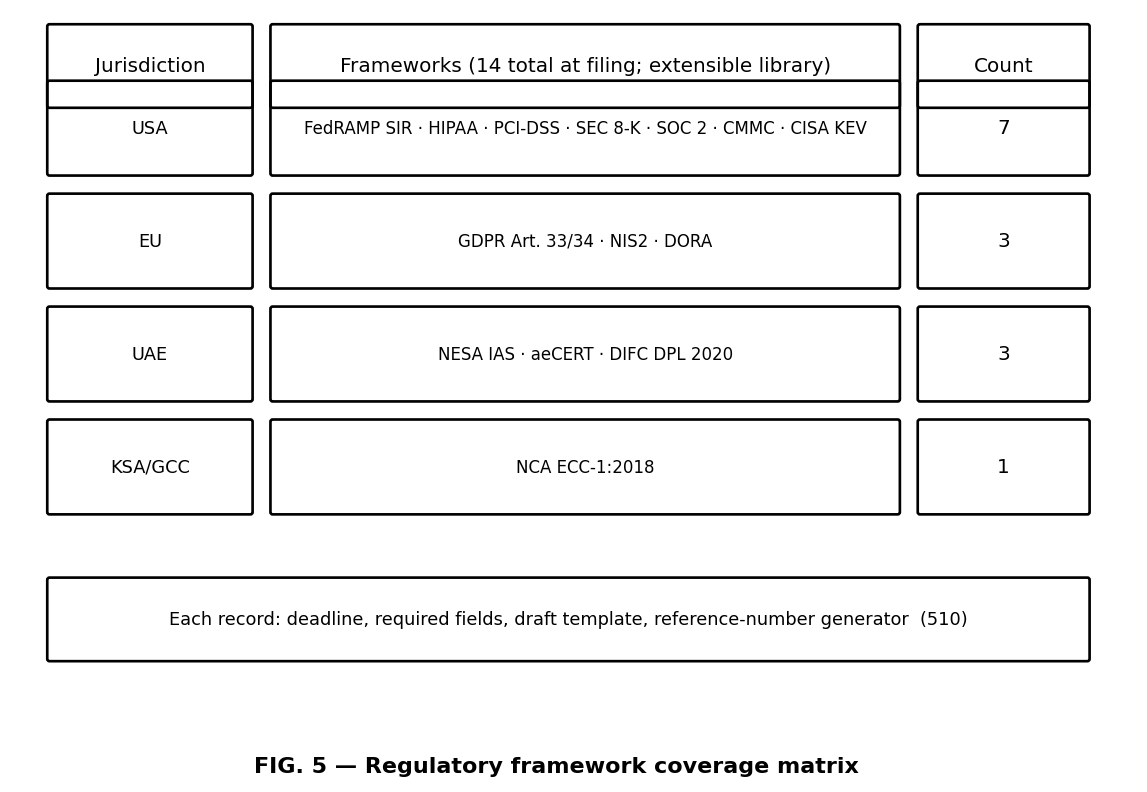 Jurisdiction Frameworks (14 total at filing; extensible library) Count
USA FedRAMP SIR · HIPAA · PCI-DSS · SEC 8-K · SOC 2 · CMMC · CISA KEV 7
EU GDPR Art. 33/34 · NIS2 · DORA 3
UAE NESA IAS · aeCERT · DIFC DPL 2020 3
KSA/GCC NCA ECC-1:2018 1
Each record: deadline, required fields, draft template, reference-number generator (510)
FIG. 5 — Regulatory framework coverage matrix